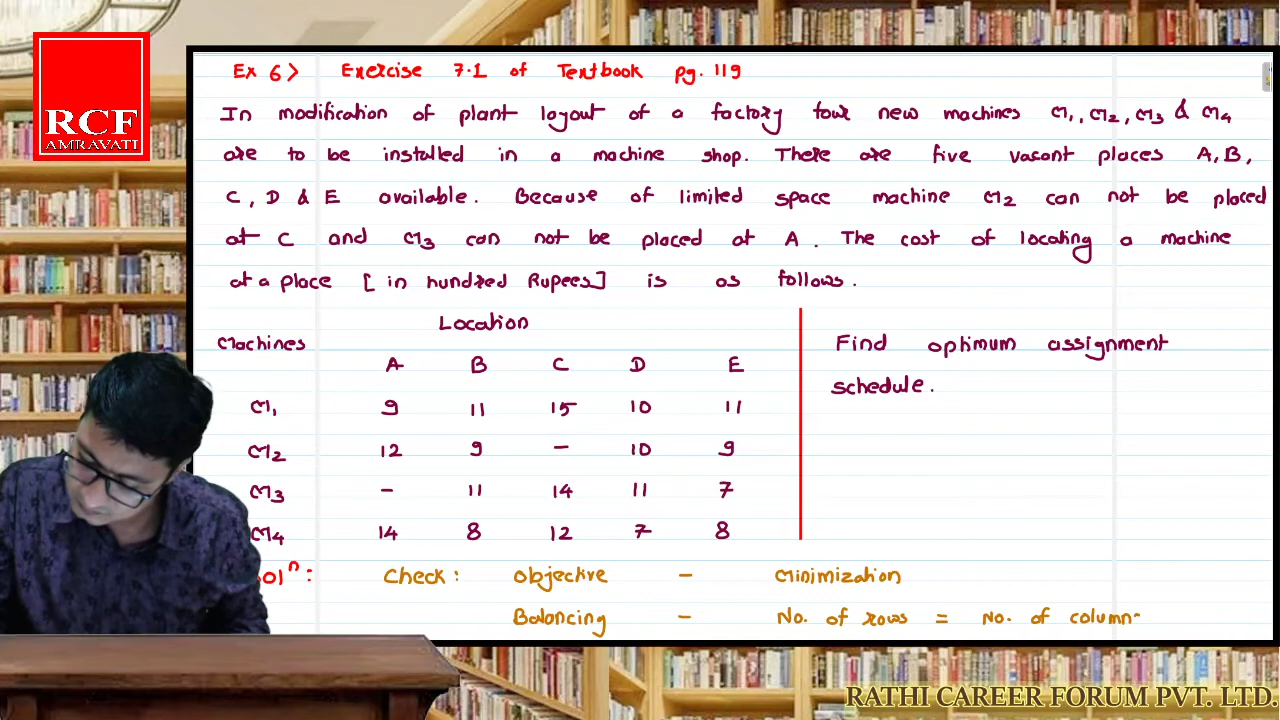 RCF
AMRAVATI
Ex 6> Exercise 7.1 of Textbook pg. 119
In modification of plant layout of a factory four new machines M1, M2, M3 & M4
are to be installed in a machine shop. There are five vacant places A, B,
C, D & E available. Because of limited space machine M2 can not be placed
at C and M3 can not be placed at A. The cost of locating a machine
at a place [in hundred Rupees] is as follows.
Location
Machines
A B C D E
M1 9 11 15 10 11
M2 12 9 - 10 9
M3 - 11 14 11 7
M4 14 8 12 7 8
Find optimum assignment
schedule.
oln: Check: Objective - Minimization
Balancing - No. of rows = No. of column
RATHI CAREER FORUM PVT. LTD.